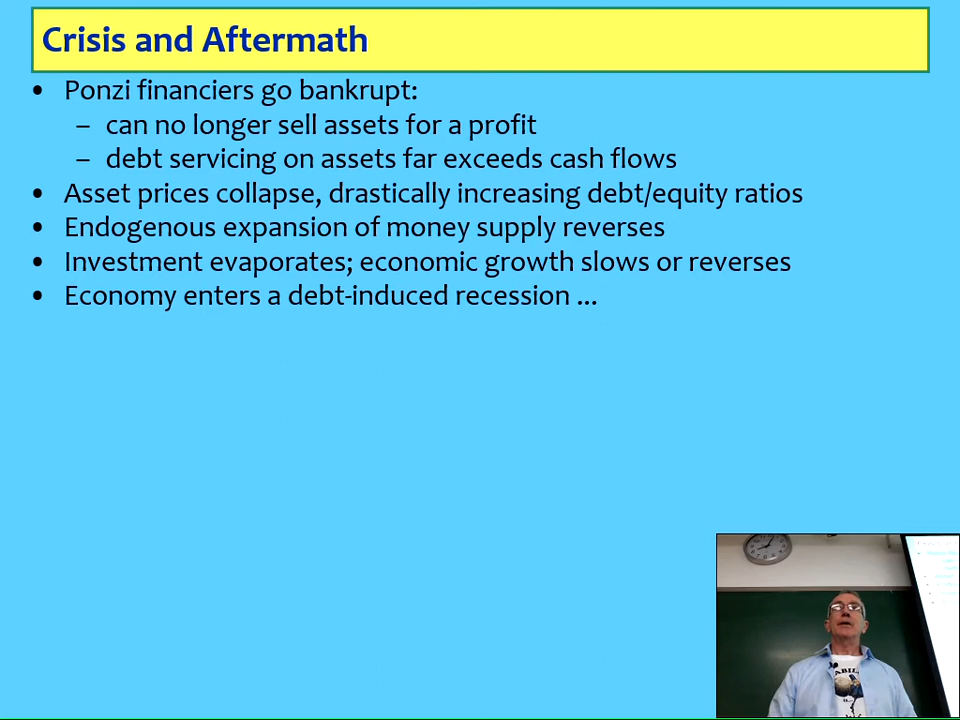 Crisis and Aftermath
• Ponzi financiers go bankrupt:
– can no longer sell assets for a profit
– debt servicing on assets far exceeds cash flows
• Asset prices collapse, drastically increasing debt/equity ratios
• Endogenous expansion of money supply reverses
• Investment evaporates; economic growth slows or reverses
• Economy enters a debt-induced recession ...